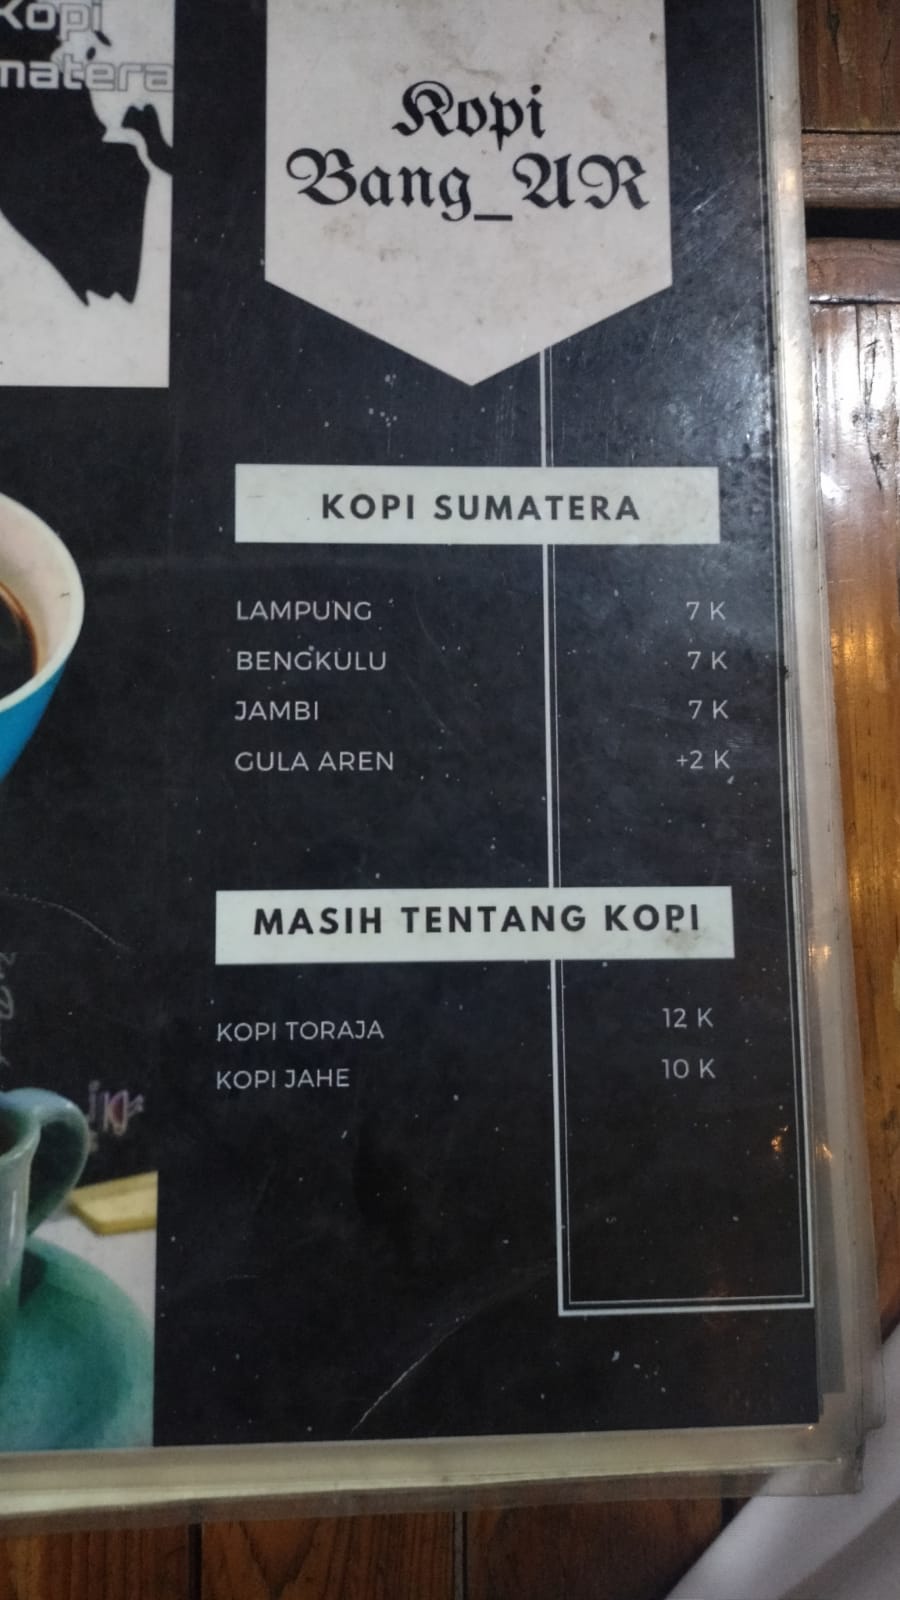 Kopi
matera
Kopi
Bang_AR
KOPI SUMATERA
LAMPUNG 7 K
BENGKULU 7 K
JAMBI 7 K
GULA AREN +2 K
MASIH TENTANG KOPI
KOPI TORAJA 12 K
KOPI JAHE 10 K